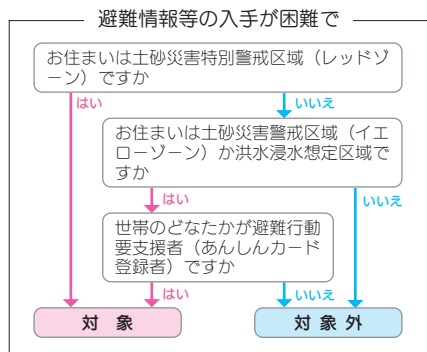 避難情報等の入手が困難で
お住まいは土砂災害特別警戒区域（レッドゾ
ーン）ですか
はい
いいえ
お住まいは土砂災害警戒区域（イエ
ローゾーン）か洪水浸水想定区域で
すか
はい
いいえ
世帯のどなたかが避難行動
要支援者（あんしんカード
登録者）ですか
はい
いいえ
対　象
対 象 外